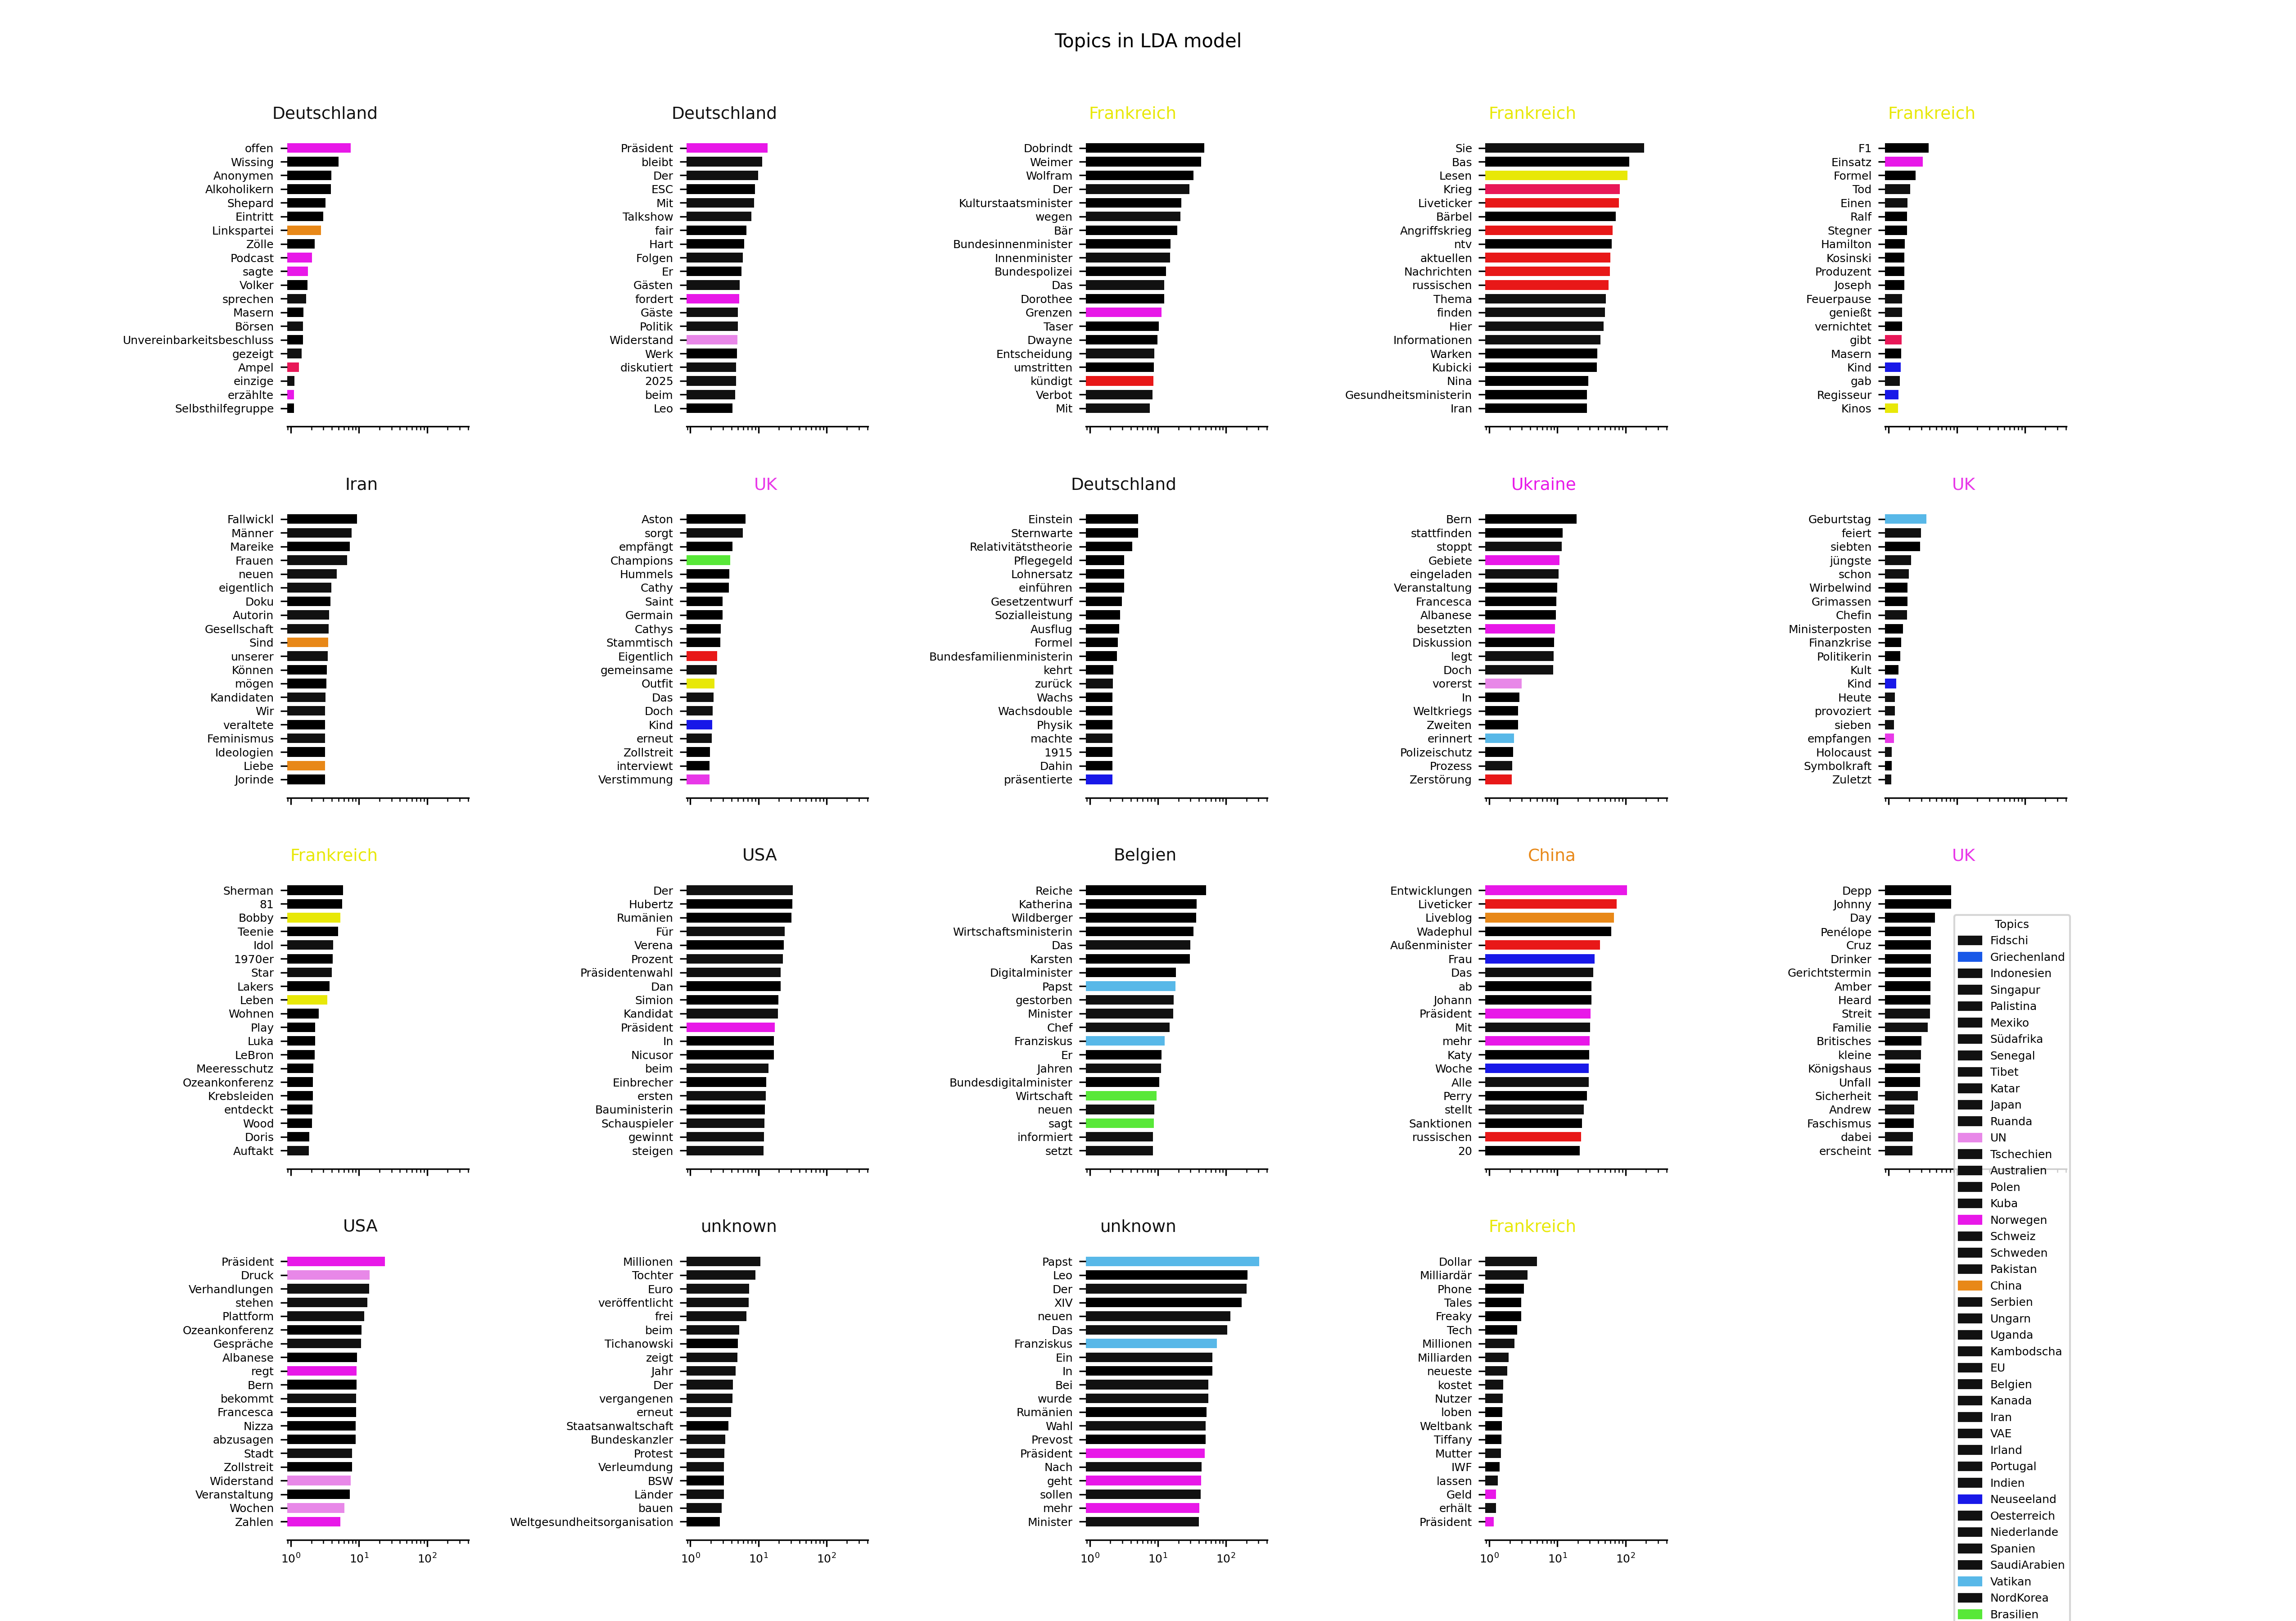 Topics in LDA model
Deutschland
offen
Wissing
Anonymen
Alkoholikern
Shepard
Eintritt
Linkspartei
Zölle
Podcast
sagte
Volker
sprechen
Masern
Börsen
Unvereinbarkeitsbeschluss
gezeigt
Ampel
einzige
erzählte
Selbsthilfegruppe
Deutschland
Präsident
bleibt
Der
ESC
Mit
Talkshow
fair
Hart
Folgen
Er
Gästen
fordert
Gäste
Politik
Widerstand
Werk
diskutiert
2025
beim
Leo
Frankreich
Dobrindt
Weimer
Wolfram
Der
Kulturstaatsminister
wegen
Bär
Bundesinnenminister
Innenminister
Bundespolizei
Das
Dorothee
Grenzen
Taser
Dwayne
Entscheidung
umstritten
kündigt
Verbot
Mit
Frankreich
Sie
Bas
Lesen
Krieg
Liveticker
Bärbel
Angriffskrieg
ntv
aktuellen
Nachrichten
russischen
Thema
finden
Hier
Informationen
Warken
Kubicki
Nina
Gesundheitsministerin
Iran
Frankreich
F1
Einsatz
Formel
Tod
Einen
Ralf
Stegner
Hamilton
Kosinski
Produzent
Joseph
Feuerpause
genießt
vernichtet
gibt
Masern
Kind
gab
Regisseur
Kinos
Iran
Fallwickl
Männer
Mareike
Frauen
neuen
eigentlich
Doku
Autorin
Gesellschaft
Sind
unserer
Können
mögen
Kandidaten
Wir
veraltete
Feminismus
Ideologien
Liebe
Jorinde
UK
Aston
sorgt
empfängt
Champions
Hummels
Cathy
Saint
Germain
Cathys
Stammtisch
Eigentlich
gemeinsame
Outfit
Das
Doch
Kind
erneut
Zollstreit
interviewt
Verstimmung
Deutschland
Einstein
Sternwarte
Relativitätstheorie
Pflegegeld
Lohnersatz
einführen
Gesetzentwurf
Sozialleistung
Ausflug
Formel
Bundesfamilienministerin
kehrt
zurück
Wachs
Wachsdouble
Physik
machte
1915
Dahin
präsentierte
Ukraine
Bern
stattfinden
stoppt
Gebiete
eingeladen
Veranstaltung
Francesca
Albanese
besetzten
Diskussion
legt
Doch
vorerst
In
Weltkriegs
Zweiten
erinnert
Polizeischutz
Prozess
Zerstörung
UK
Geburtstag
feiert
siebten
jüngste
schon
Wirbelwind
Grimassen
Chefin
Ministerposten
Finanzkrise
Politikerin
Kult
Kind
Heute
provoziert
sieben
empfangen
Holocaust
Symbolkraft
Zuletzt
Frankreich
Sherman
81
Bobby
Teenie
Idol
1970er
Star
Lakers
Leben
Wohnen
Play
Luka
LeBron
Meeresschutz
Ozeankonferenz
Krebsleiden
entdeckt
Wood
Doris
Auftakt
USA
Der
Hubertz
Rumänien
Für
Verena
Prozent
Präsidentenwahl
Dan
Simion
Kandidat
Präsident
In
Nicusor
beim
Einbrecher
ersten
Bauministerin
Schauspieler
gewinnt
steigen
Belgien
Reiche
Katherina
Wildberger
Wirtschaftsministerin
Das
Karsten
Digitalminister
Papst
gestorben
Minister
Chef
Franziskus
Er
Jahren
Bundesdigitalminister
Wirtschaft
neuen
sagt
informiert
setzt
China
Entwicklungen
Liveticker
Liveblog
Wadephul
Außenminister
Frau
Das
ab
Johann
Präsident
Mit
mehr
Katy
Woche
Alle
Perry
stellt
Sanktionen
russischen
20
UK
Depp
Johnny
Day
Penélope
Cruz
Drinker
Gerichtstermin
Amber
Heard
Streit
Familie
Britisches
kleine
Königshaus
Unfall
Sicherheit
Andrew
Faschismus
dabei
erscheint
USA
Präsident
Druck
Verhandlungen
stehen
Plattform
Ozeankonferenz
Gespräche
Albanese
regt
Bern
bekommt
Francesca
Nizza
abzusagen
Stadt
Zollstreit
Widerstand
Veranstaltung
Wochen
Zahlen
10⁰ 10¹ 10²
unknown
Millionen
Tochter
Euro
veröffentlicht
frei
beim
Tichanowski
zeigt
Jahr
Der
vergangenen
erneut
Staatsanwaltschaft
Bundeskanzler
Protest
Verleumdung
BSW
Länder
bauen
Weltgesundheitsorganisation
10⁰ 10¹ 10²
unknown
Papst
Leo
Der
XIV
neuen
Das
Franziskus
Ein
In
Bei
wurde
Rumänien
Wahl
Prevost
Präsident
Nach
geht
sollen
mehr
Minister
10⁰ 10¹ 10²
Frankreich
Dollar
Milliardär
Phone
Tales
Freaky
Tech
Millionen
Milliarden
neueste
kostet
Nutzer
loben
Weltbank
Tiffany
Mutter
IWF
lassen
Geld
erhält
Präsident
10⁰ 10¹ 10²
Topics
Fidschi
Griechenland
Indonesien
Singapur
Palistina
Mexiko
Südafrika
Senegal
Tibet
Katar
Japan
Ruanda
UN
Tschechien
Australien
Polen
Kuba
Norwegen
Schweiz
Schweden
Pakistan
China
Serbien
Ungarn
Uganda
Kambodscha
EU
Belgien
Kanada
Iran
VAE
Irland
Portugal
Indien
Neuseeland
Oesterreich
Niederlande
Spanien
SaudiArabien
Vatikan
NordKorea
Brasilien